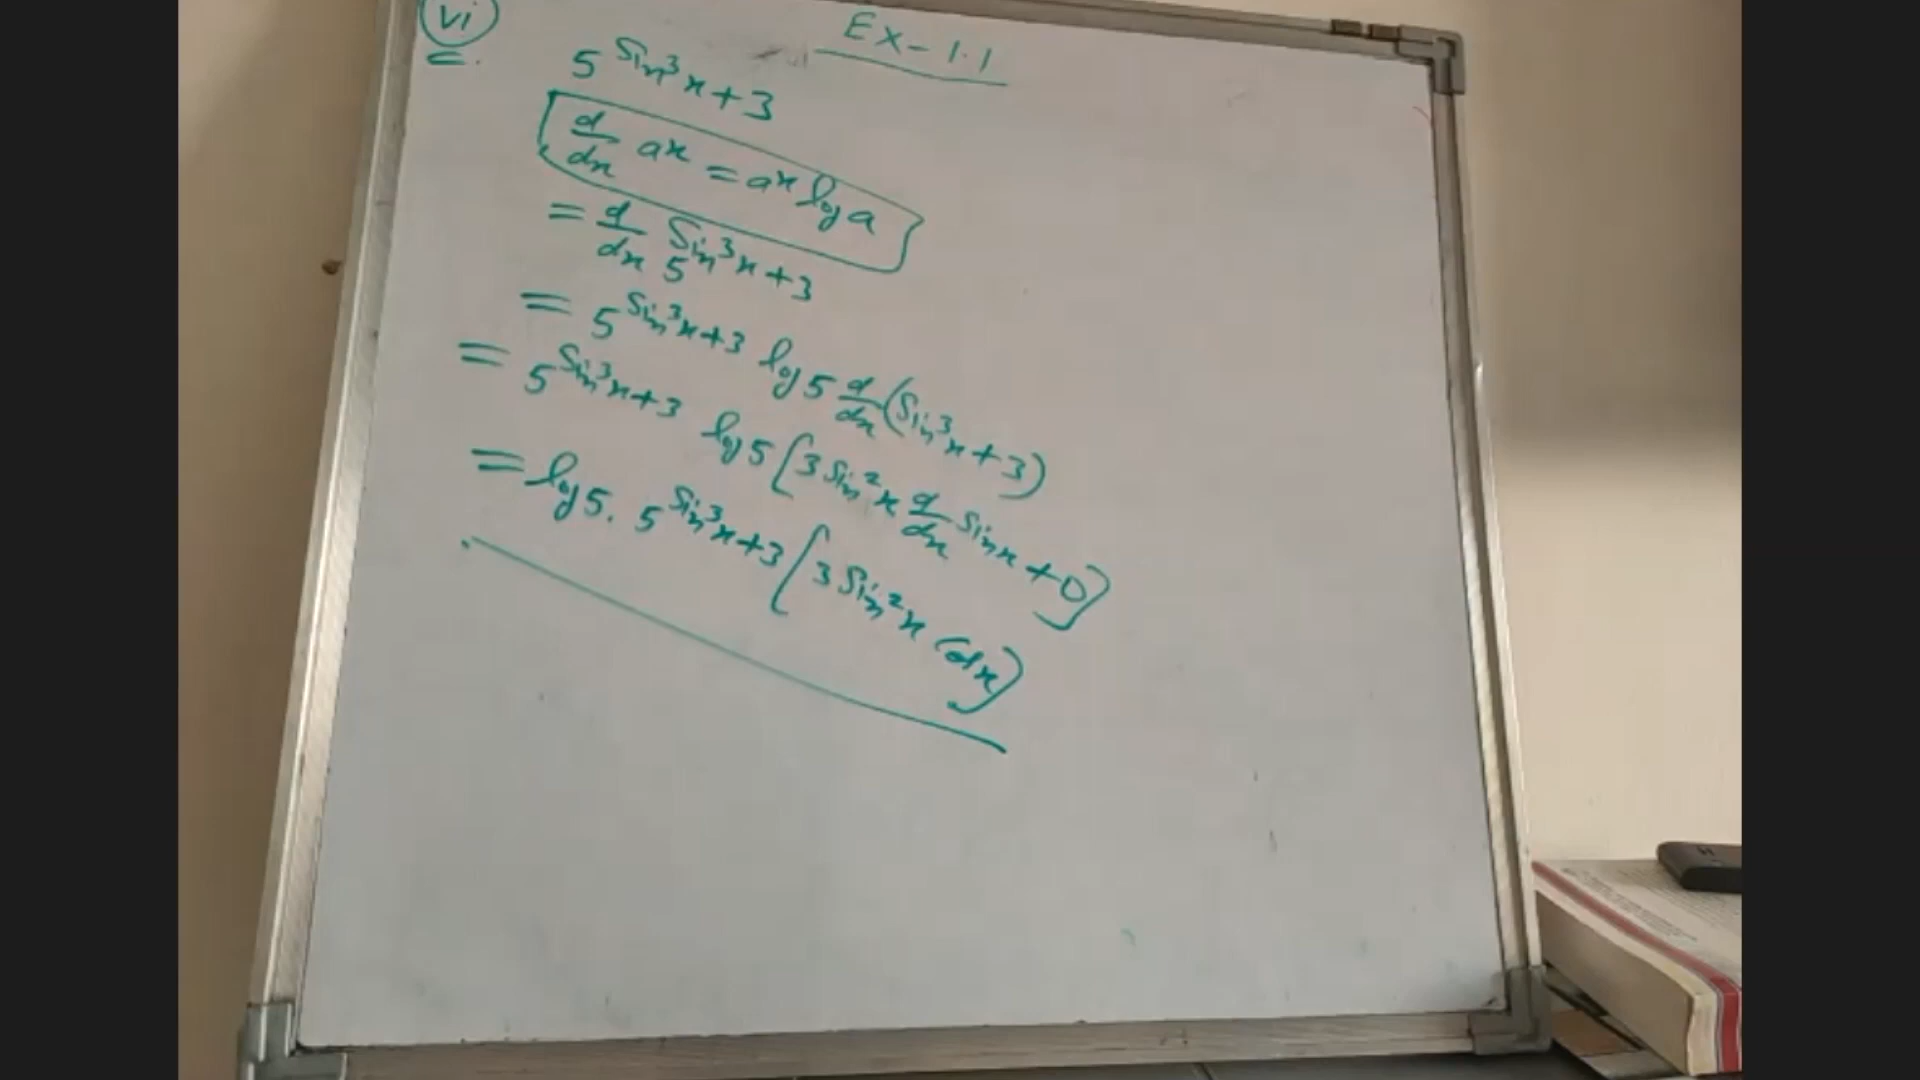 vi
Ex-1.1
5^Sin³x+3
d/dx a^x = a^x log a
= d/dx 5^Sin³x+3
= 5^Sin³x+3 log 5 d/dx (Sin³x+3)
= 5^Sin³x+3 log 5 [3 Sin²x d/dx Sin x + 0]
= log 5. 5^Sin³x+3 [3 Sin²x